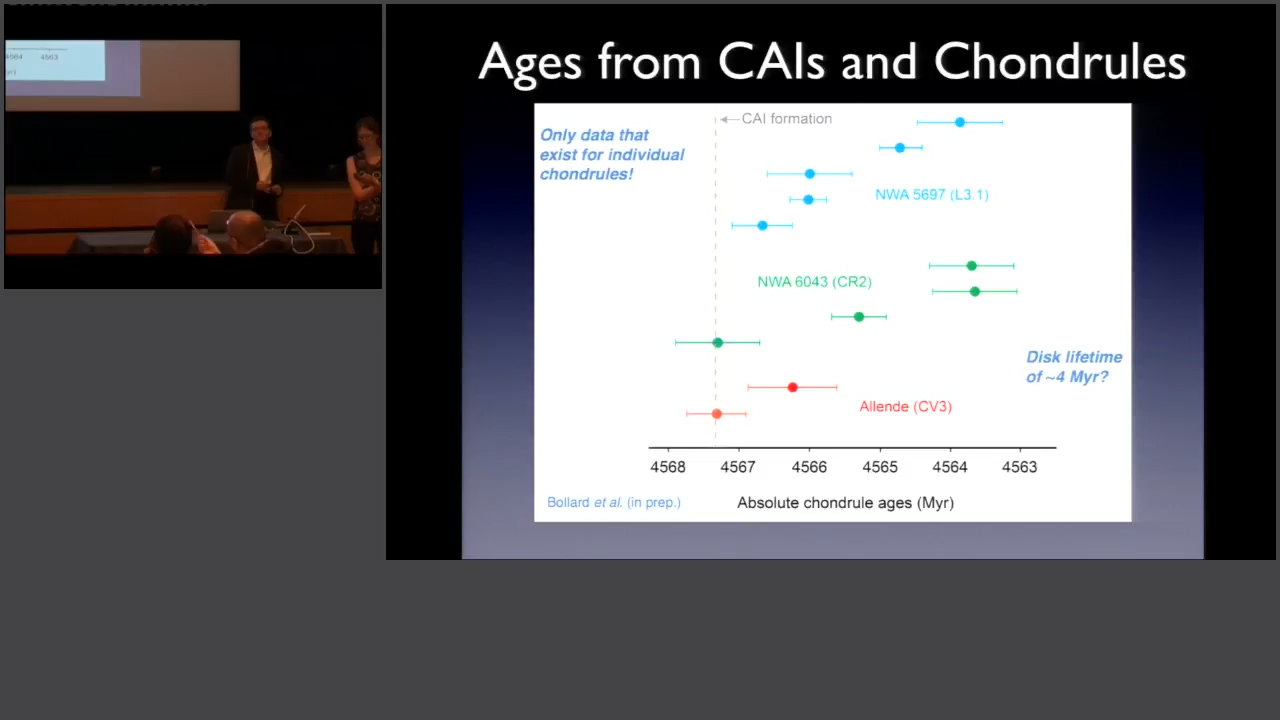 4564 4563
Ages from CAIs and Chondrules
Only data that
exist for individual
chondrules!
CAI formation
NWA 5697 (L3.1)
NWA 6043 (CR2)
Disk lifetime
of ~4 Myr?
Allende (CV3)
4568 4567 4566 4565 4564 4563
Bollard et al. (in prep.)
Absolute chondrule ages (Myr)